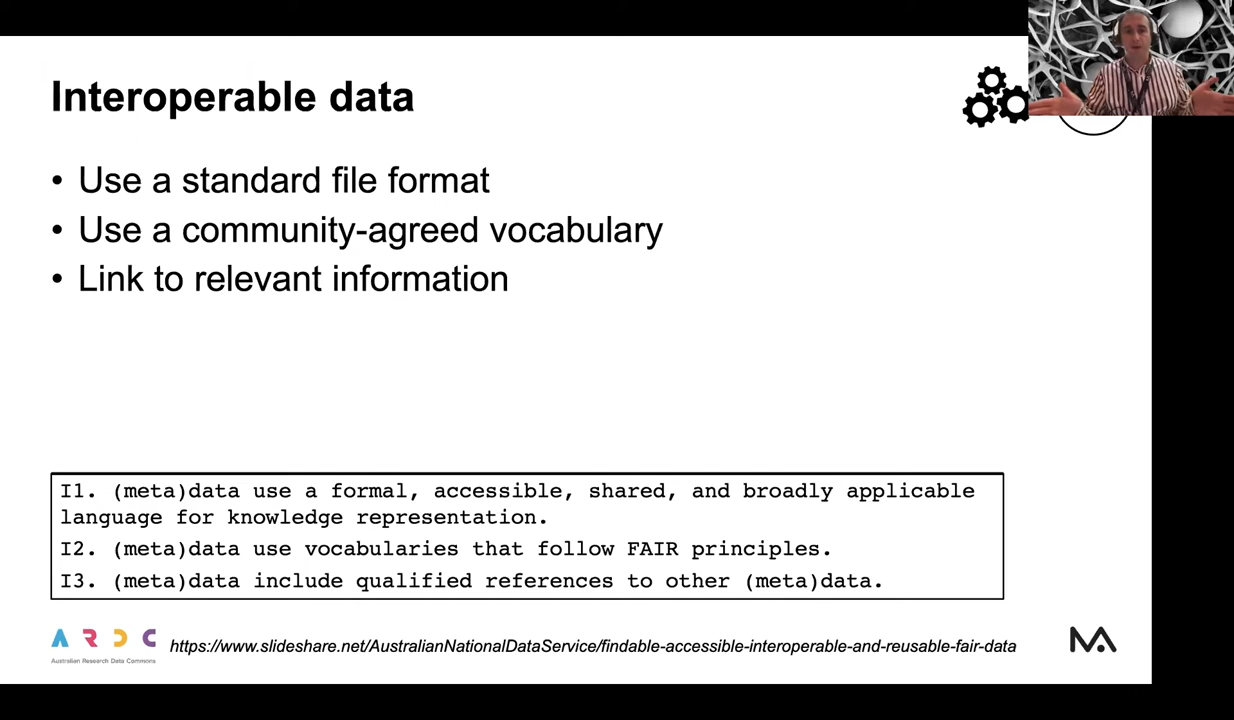 Interoperable data
• Use a standard file format
• Use a community-agreed vocabulary
• Link to relevant information
I1. (meta)data use a formal, accessible, shared, and broadly applicable
language for knowledge representation.
I2. (meta)data use vocabularies that follow FAIR principles.
I3. (meta)data include qualified references to other (meta)data.
ARDC
Australian Research Data Commons
https://www.slideshare.net/AustralianNationalDataService/findable-accessible-interoperable-and-reusable-fair-data